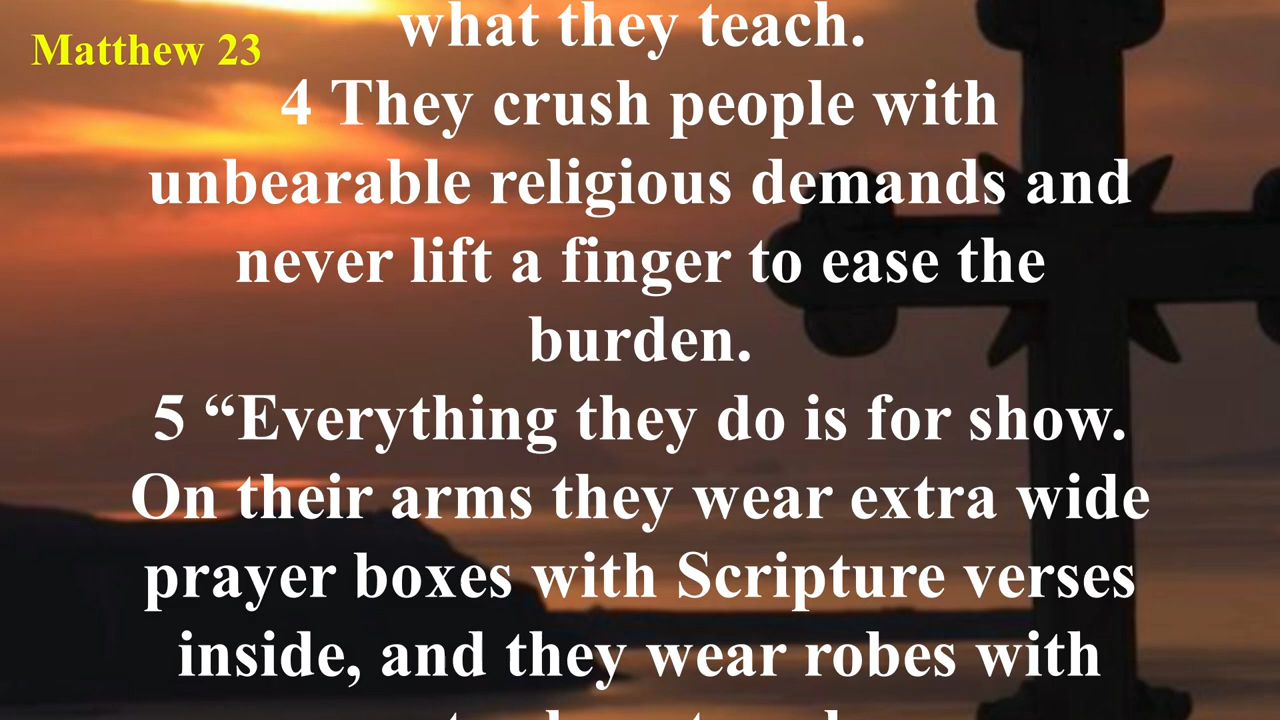 Matthew 23
what they teach.
4 They crush people with
unbearable religious demands and
never lift a finger to ease the
burden.
5 “Everything they do is for show.
On their arms they wear extra wide
prayer boxes with Scripture verses
inside, and they wear robes with